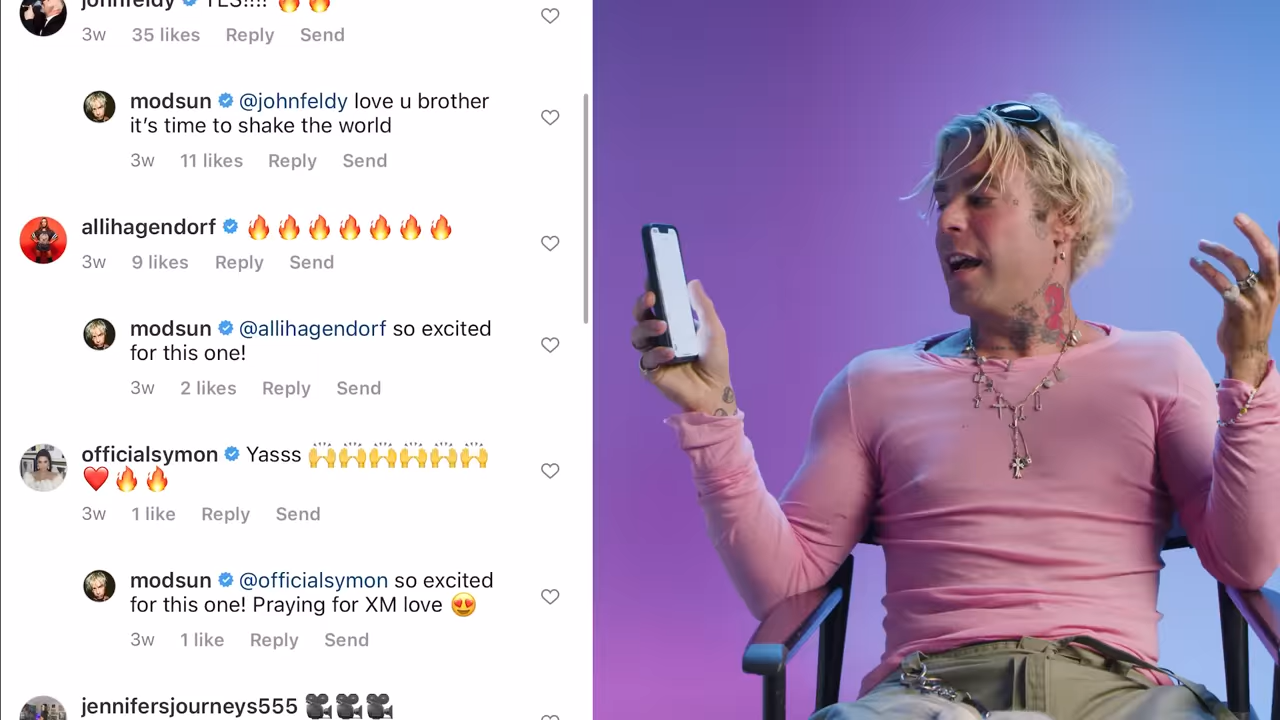 johnfeldy YES!!!! 🔥🔥
3w 35 likes Reply Send
modsun @johnfeldy love u brother
it's time to shake the world
3w 11 likes Reply Send
allihagendorf 🔥🔥🔥🔥🔥🔥🔥
3w 9 likes Reply Send
modsun @allihagendorf so excited
for this one!
3w 2 likes Reply Send
officialsymon Yasss 🙌🙌🙌🙌🙌🙌
❤️🔥🔥
3w 1 like Reply Send
modsun @officialsymon so excited
for this one! Praying for XM love 😍
3w 1 like Reply Send
jennifersjourneys555 🎥🎥🎥